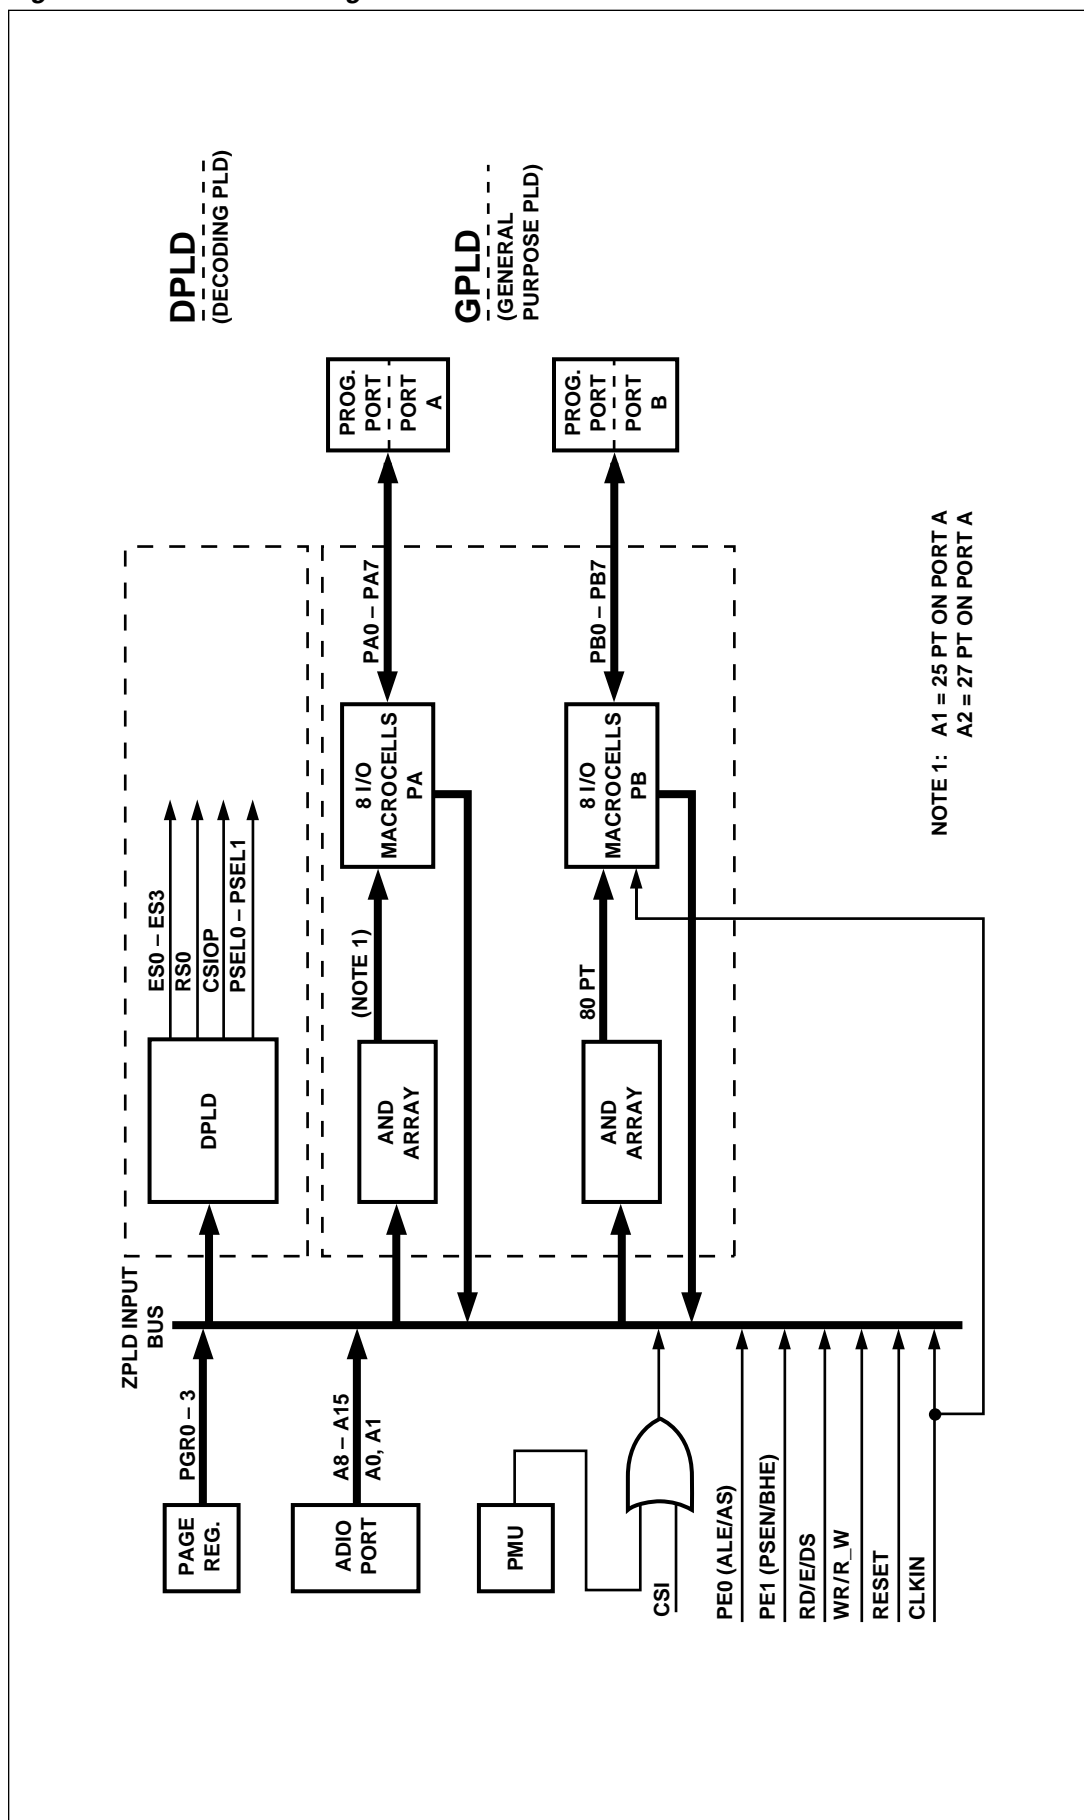 ZPLD INPUT
BUS
PAGE
REG.
PGR0 – 3
ADIO
PORT
A8 – A15
A0, A1
PMU
CSI
PE0 (ALE/AS)
PE1 (PSEN/BHE)
RD/E/DS
WR/R_W
RESET
CLKIN
DPLD
ES0 – ES3
RS0
CSIOP
PSEL0 – PSEL1
AND
ARRAY
(NOTE 1)
8 I/O
MACROCELLS
PA
PA0 – PA7
PROG.
PORT
PORT
A
AND
ARRAY
80 PT
8 I/O
MACROCELLS
PB
PB0 – PB7
PROG.
PORT
PORT
B
DPLD
(DECODING PLD)
GPLD
(GENERAL
PURPOSE PLD)
NOTE 1: A1 = 25 PT ON PORT A
A2 = 27 PT ON PORT A